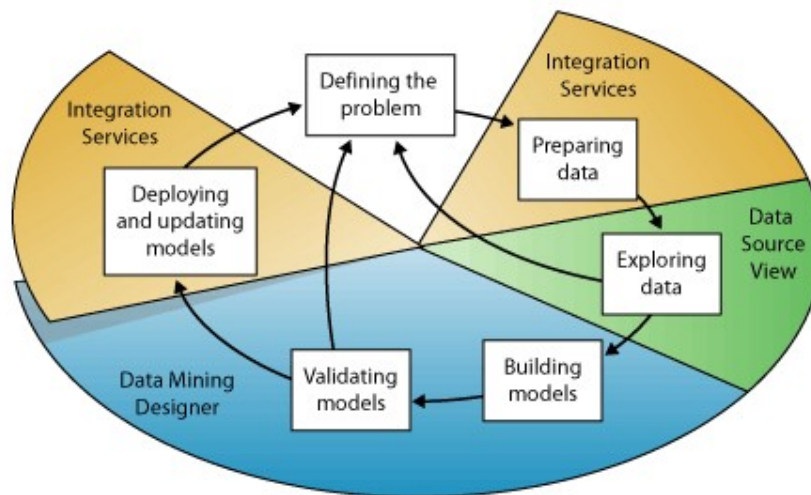 Defining the
problem
Integration
Services
Preparing
data
Data
Source
View
Exploring
data
Building
models
Validating
models
Data Mining
Designer
Deploying
and updating
models
Integration
Services